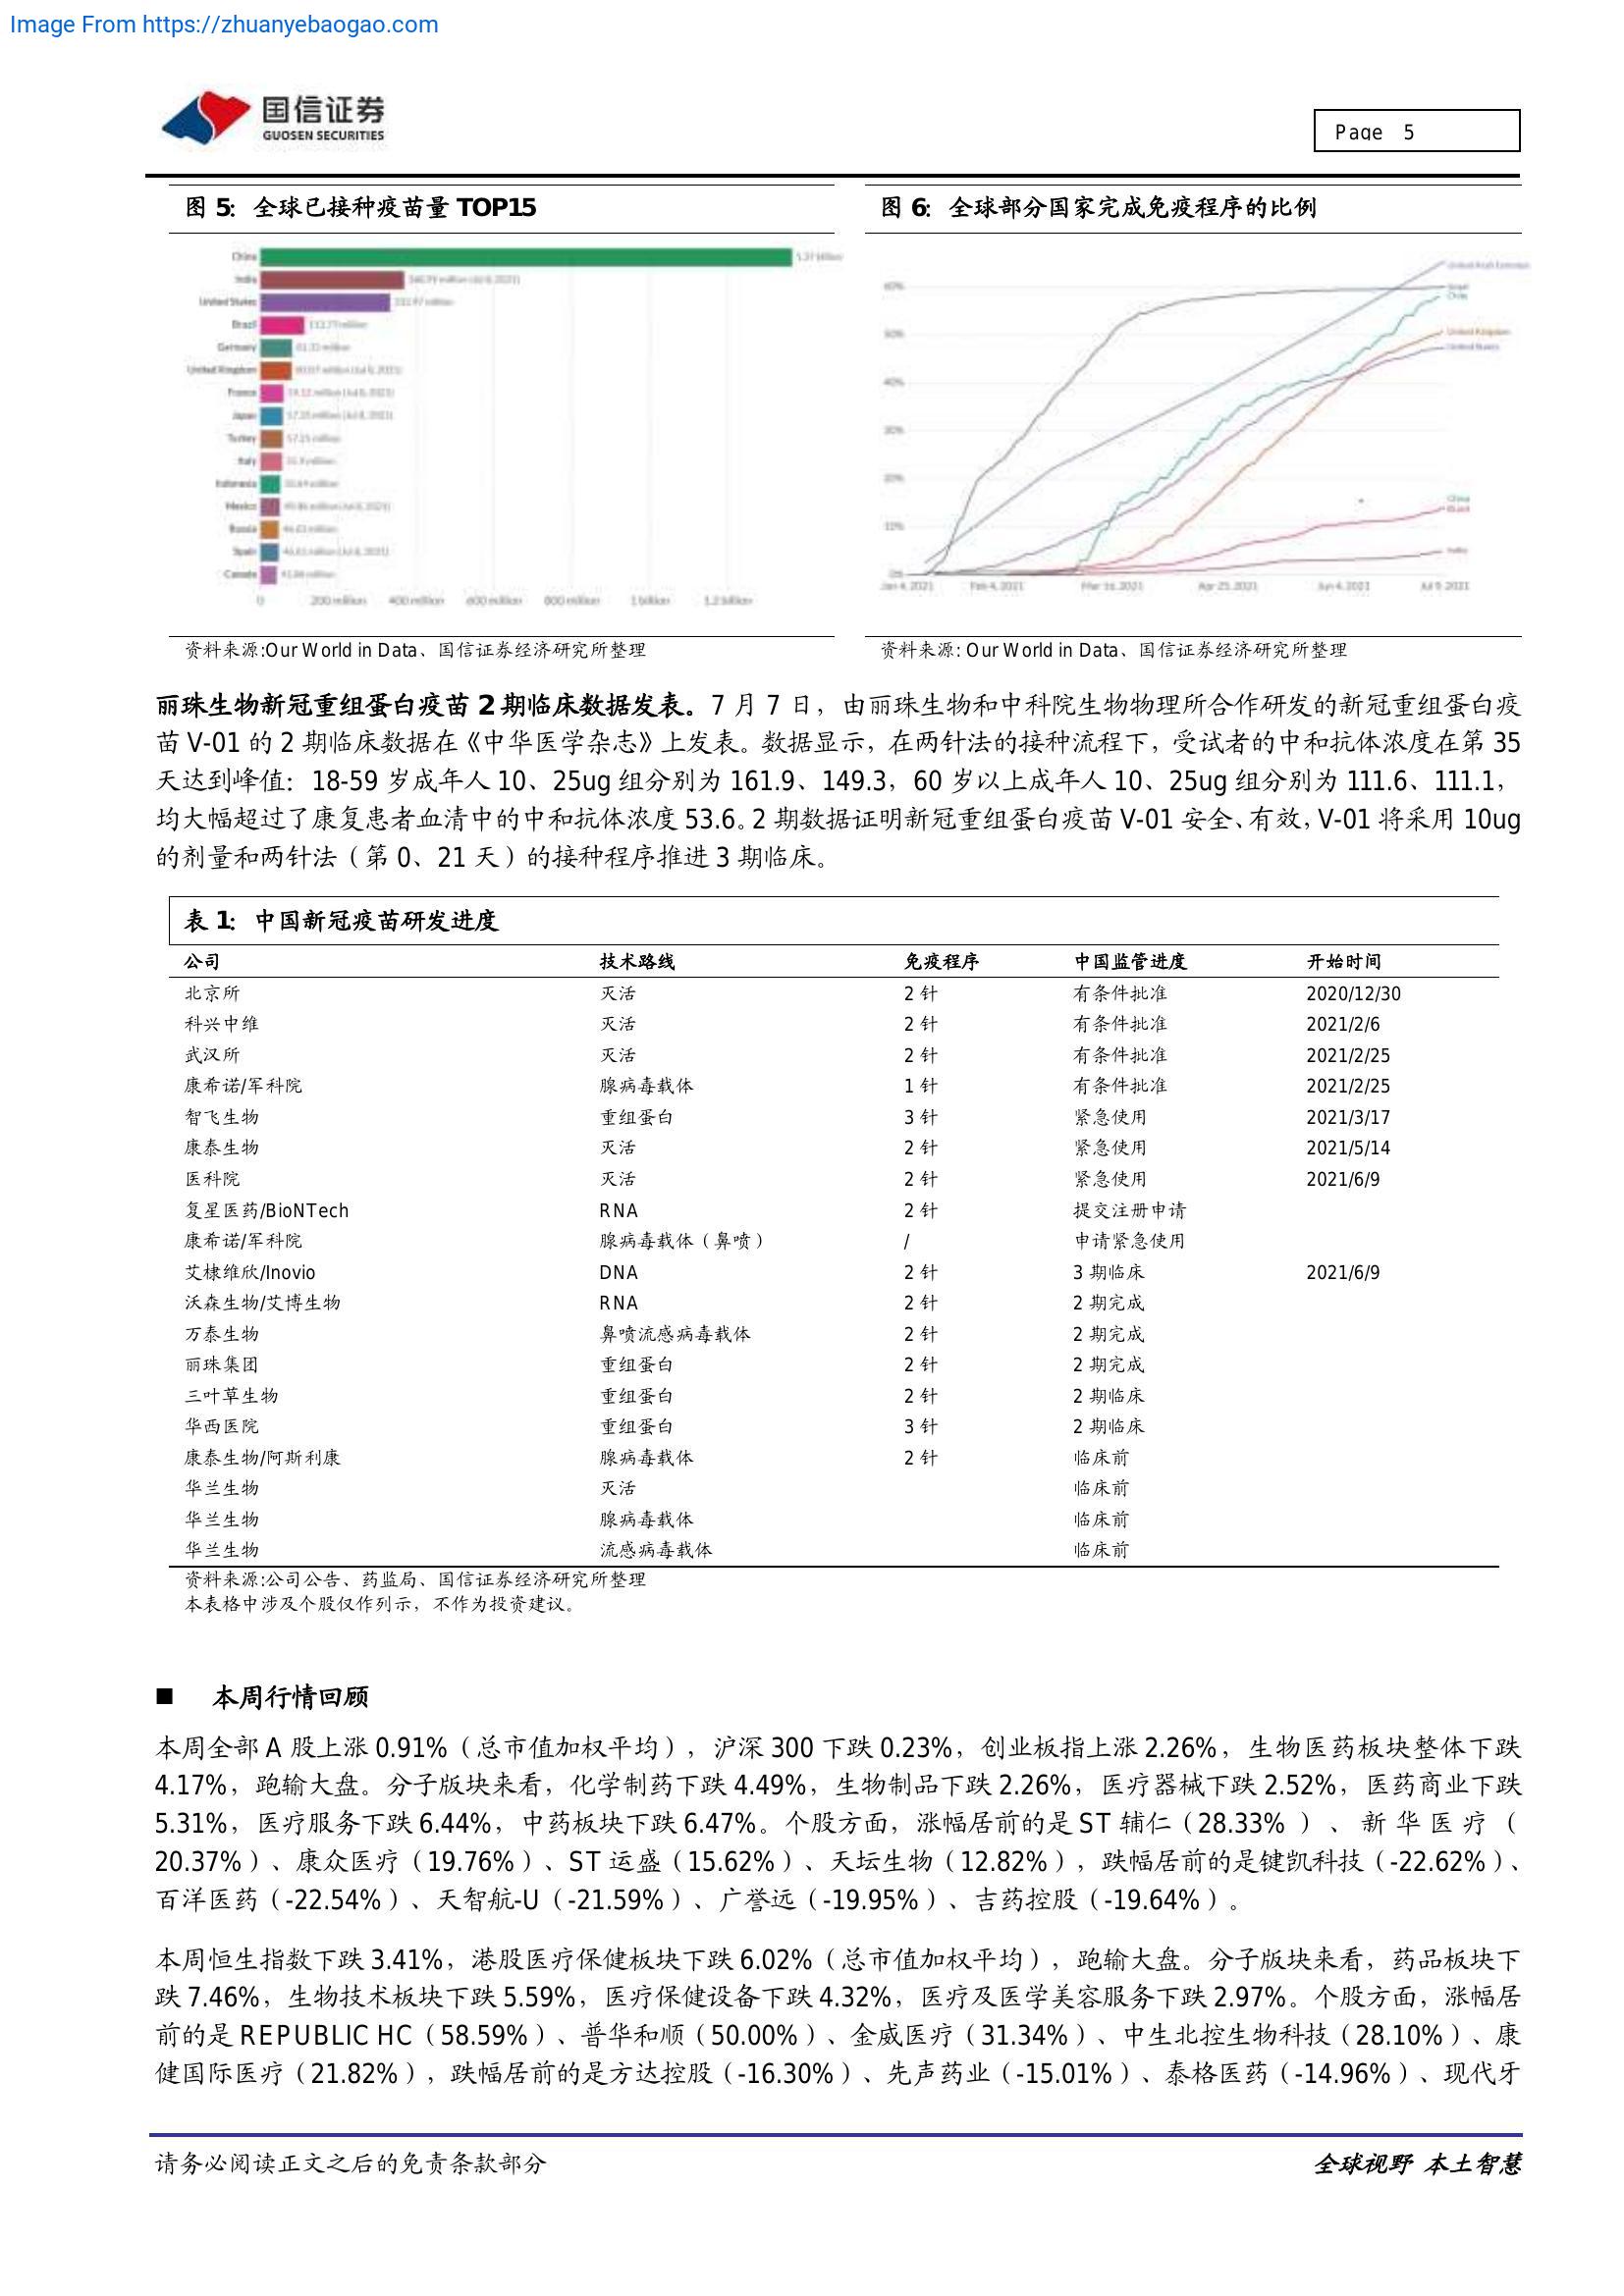 Image From https://zhuanyebaogao.com
国信证券
GUOSEN SECURITIES
Page 5
图 5: 全球已接种疫苗量 TOP15
图 6: 全球部分国家完成免疫程序的比例
China
India
United States
Brazil
Germany
United Kingdom
France
Japan
Turkey
Italy
Indonesia
Mexico
Russia
Spain
Canada
0 200 million 400 million 600 million 800 million 1 billion 1.2 billion
60%
50%
40%
30%
20%
10%
0%
United Kingdom
United States
China
Brazil
India
Jan 4, 2021 Feb 4, 2021 Mar 16, 2021 Apr 25, 2021 Jun 4, 2021 Jul 9, 2021
资料来源:Our World in Data、国信证券经济研究所整理
资料来源: Our World in Data、国信证券经济研究所整理
丽珠生物新冠重组蛋白疫苗 2 期临床数据发表。7 月 7 日，由丽珠生物和中科院生物物理所合作研发的新冠重组蛋白疫
苗 V-01 的 2 期临床数据在《中华医学杂志》上发表。数据显示，在两针法的接种流程下，受试者的中和抗体浓度在第 35
天达到峰值：18-59 岁成年人 10、25ug 组分别为 161.9、149.3，60 岁以上成年人 10、25ug 组分别为 111.6、111.1，
均大幅超过了康复患者血清中的中和抗体浓度 53.6。2 期数据证明新冠重组蛋白疫苗 V-01 安全、有效，V-01 将采用 10ug
的剂量和两针法（第 0、21 天）的接种程序推进 3 期临床。
表 1: 中国新冠疫苗研发进度
公司 技术路线 免疫程序 中国监管进度 开始时间
北京所 灭活 2 针 有条件批准 2020/12/30
科兴中维 灭活 2 针 有条件批准 2021/2/6
武汉所 灭活 2 针 有条件批准 2021/2/25
康希诺/军科院 腺病毒载体 1 针 有条件批准 2021/2/25
智飞生物 重组蛋白 3 针 紧急使用 2021/3/17
康泰生物 灭活 2 针 紧急使用 2021/5/14
医科院 灭活 2 针 紧急使用 2021/6/9
复星医药/BioNTech RNA 2 针 提交注册申请
康希诺/军科院 腺病毒载体（鼻喷） / 申请紧急使用
艾棣维欣/Inovio DNA 2 针 3 期临床 2021/6/9
沃森生物/艾博生物 RNA 2 针 2 期完成
万泰生物 鼻喷流感病毒载体 2 针 2 期完成
丽珠集团 重组蛋白 2 针 2 期完成
三叶草生物 重组蛋白 2 针 2 期临床
华西医院 重组蛋白 3 针 2 期临床
康泰生物/阿斯利康 腺病毒载体 2 针 临床前
华兰生物 灭活 临床前
华兰生物 腺病毒载体 临床前
华兰生物 流感病毒载体 临床前
资料来源:公司公告、药监局、国信证券经济研究所整理
本表格中涉及个股仅作列示，不作为投资建议。
■ 本周行情回顾
本周全部 A 股上涨 0.91%（总市值加权平均），沪深 300 下跌 0.23%，创业板指上涨 2.26%，生物医药板块整体下跌
4.17%，跑输大盘。分子版块来看，化学制药下跌 4.49%，生物制品下跌 2.26%，医疗器械下跌 2.52%，医药商业下跌
5.31%，医疗服务下跌 6.44%，中药板块下跌 6.47%。个股方面，涨幅居前的是 ST 辅仁（28.33% ）、 新 华 医 疗 （
20.37%）、康众医疗（19.76%）、ST 运盛（15.62%）、天坛生物（12.82%），跌幅居前的是键凯科技（-22.62%）、
百洋医药（-22.54%）、天智航-U（-21.59%）、广誉远（-19.95%）、吉药控股（-19.64%）。
本周恒生指数下跌 3.41%，港股医疗保健板块下跌 6.02%（总市值加权平均），跑输大盘。分子版块来看，药品板块下
跌 7.46%，生物技术板块下跌 5.59%，医疗保健设备下跌 4.32%，医疗及医学美容服务下跌 2.97%。个股方面，涨幅居
前的是 REPUBLIC HC（58.59%）、普华和顺（50.00%）、金威医疗（31.34%）、中生北控生物科技（28.10%）、康
健国际医疗（21.82%），跌幅居前的是方达控股（-16.30%）、先声药业（-15.01%）、泰格医药（-14.96%）、现代牙
请务必阅读正文之后的免责条款部分
全球视野 本土智慧